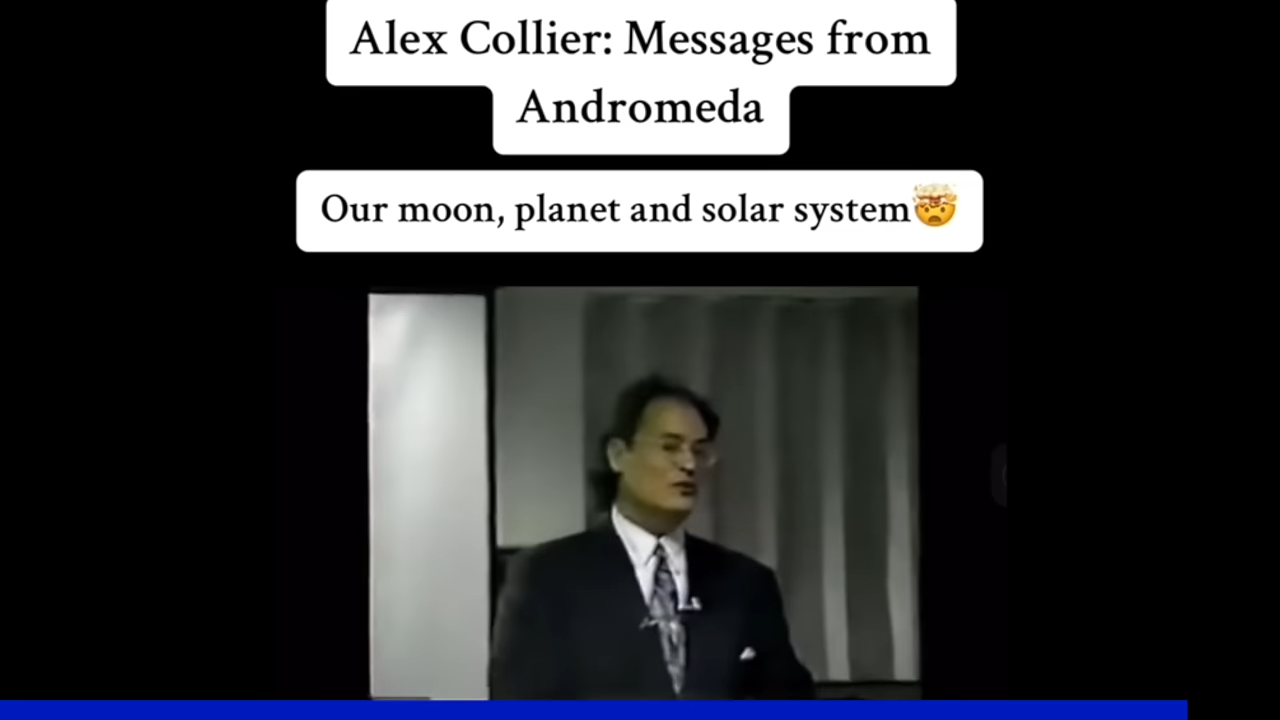 Alex Collier: Messages from
Andromeda
Our moon, planet and solar system🤯